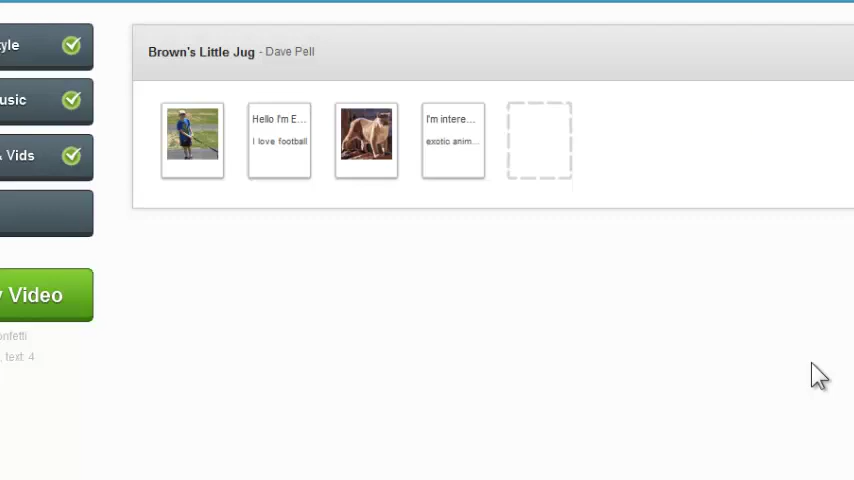 yle
usic
& Vids
y Video
onfetti
, text: 4
Brown's Little Jug - Dave Pell
Hello I'm E...
I love football
I'm intere...
exotic anim...